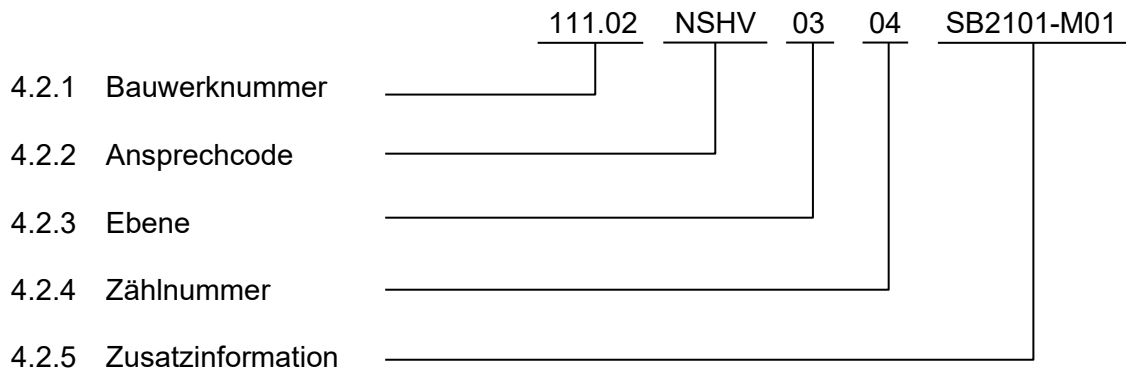 111.02 NSHV 03 04 SB2101-M01
4.2.1 Bauwerknummer
4.2.2 Ansprechcode
4.2.3 Ebene
4.2.4 Zählnummer
4.2.5 Zusatzinformation